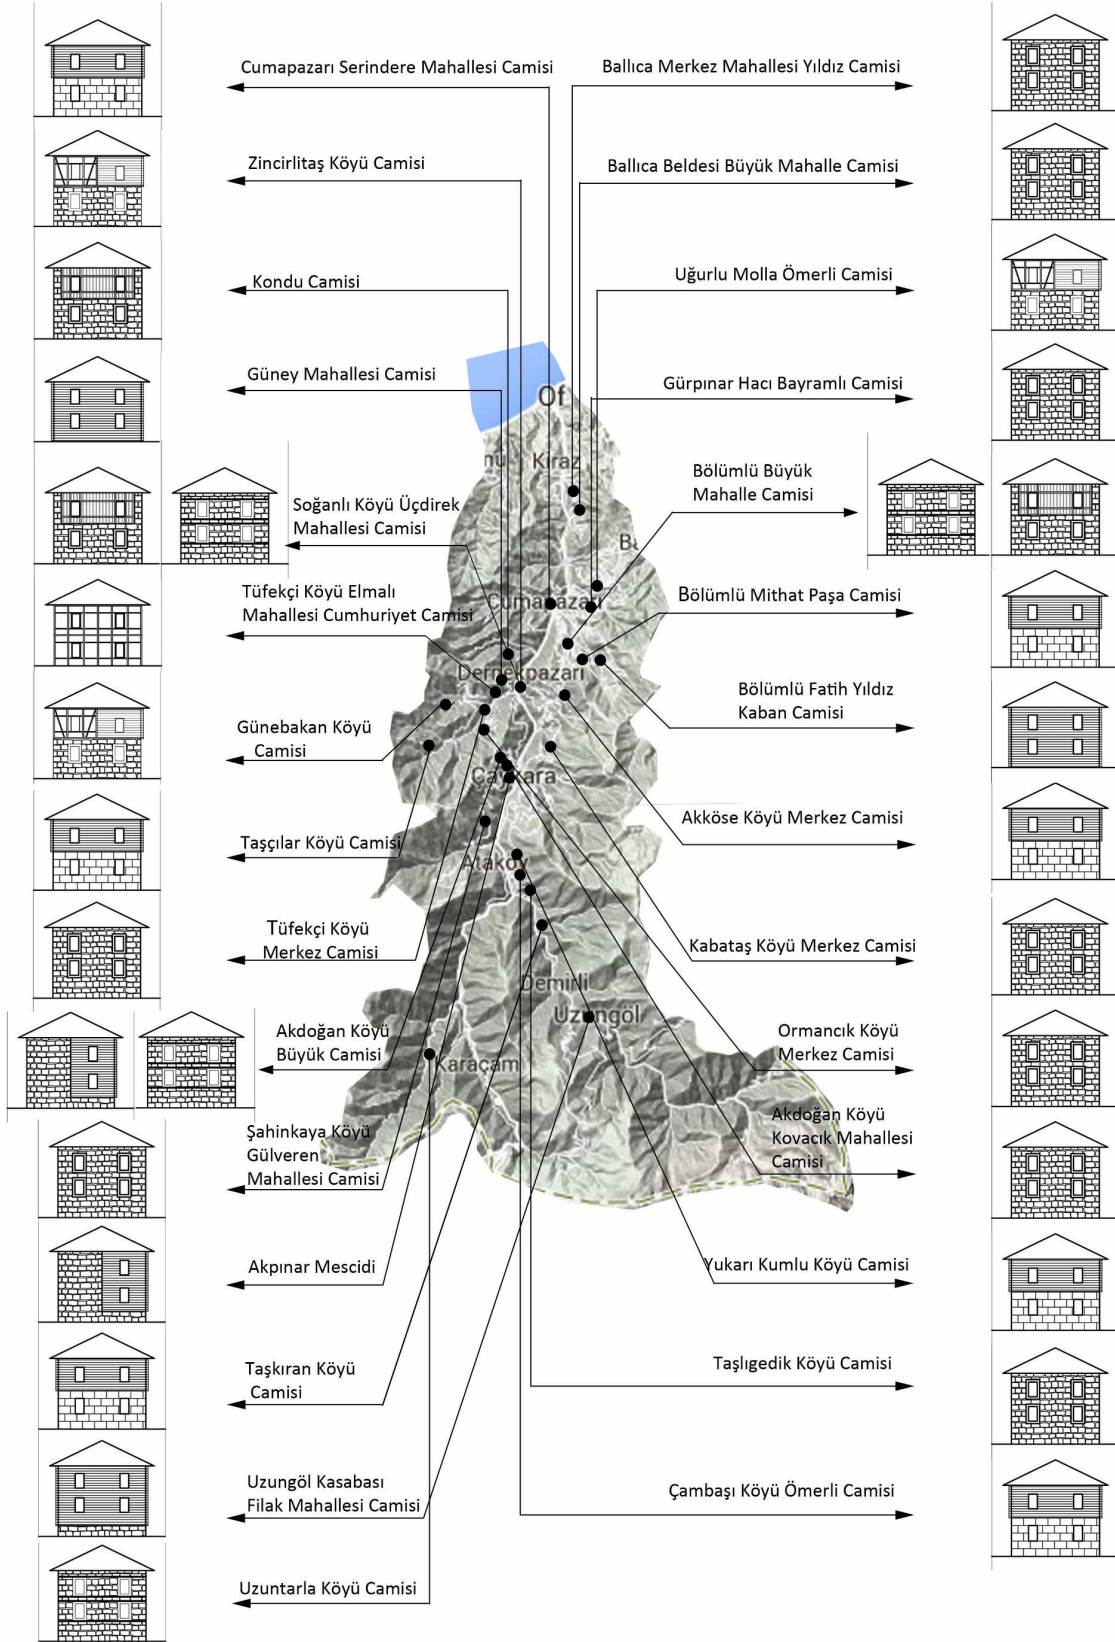 Cumapazarı Serindere Mahallesi Camisi
Zincirlitaş Köyü Camisi
Kondu Camisi
Güney Mahallesi Camisi
Soğanlı Köyü Üçdirek
Mahallesi Camisi
Tüfekçi Köyü Elmalı
Mahallesi Cumhuriyet Camisi
Günebakan Köyü
Camisi
Taşçılar Köyü Camisi
Tüfekçi Köyü
Merkez Camisi
Akdoğan Köyü
Büyük Camisi
Şahinkaya Köyü
Gülveren
Mahallesi Camisi
Akpınar Mescidi
Taşkıran Köyü
Camisi
Uzungöl Kasabası
Filak Mahallesi Camisi
Uzuntarla Köyü Camisi
Of
Kiraz
Cumapazarı
Dernekpazarı
Çaykara
Ataköy
Demirli
Uzungöl
Karaçam
Ballıca Merkez Mahallesi Yıldız Camisi
Ballıca Beldesi Büyük Mahalle Camisi
Uğurlu Molla Ömerli Camisi
Gürpınar Hacı Bayramlı Camisi
Bölümlü Büyük
Mahalle Camisi
Bölümlü Mithat Paşa Camisi
Bölümlü Fatih Yıldız
Kaban Camisi
Akköse Köyü Merkez Camisi
Kabataş Köyü Merkez Camisi
Ormancık Köyü
Merkez Camisi
Akdoğan Köyü
Kovacık Mahallesi
Camisi
Yukarı Kumlu Köyü Camisi
Taşlıgedik Köyü Camisi
Çambaşı Köyü Ömerli Camisi